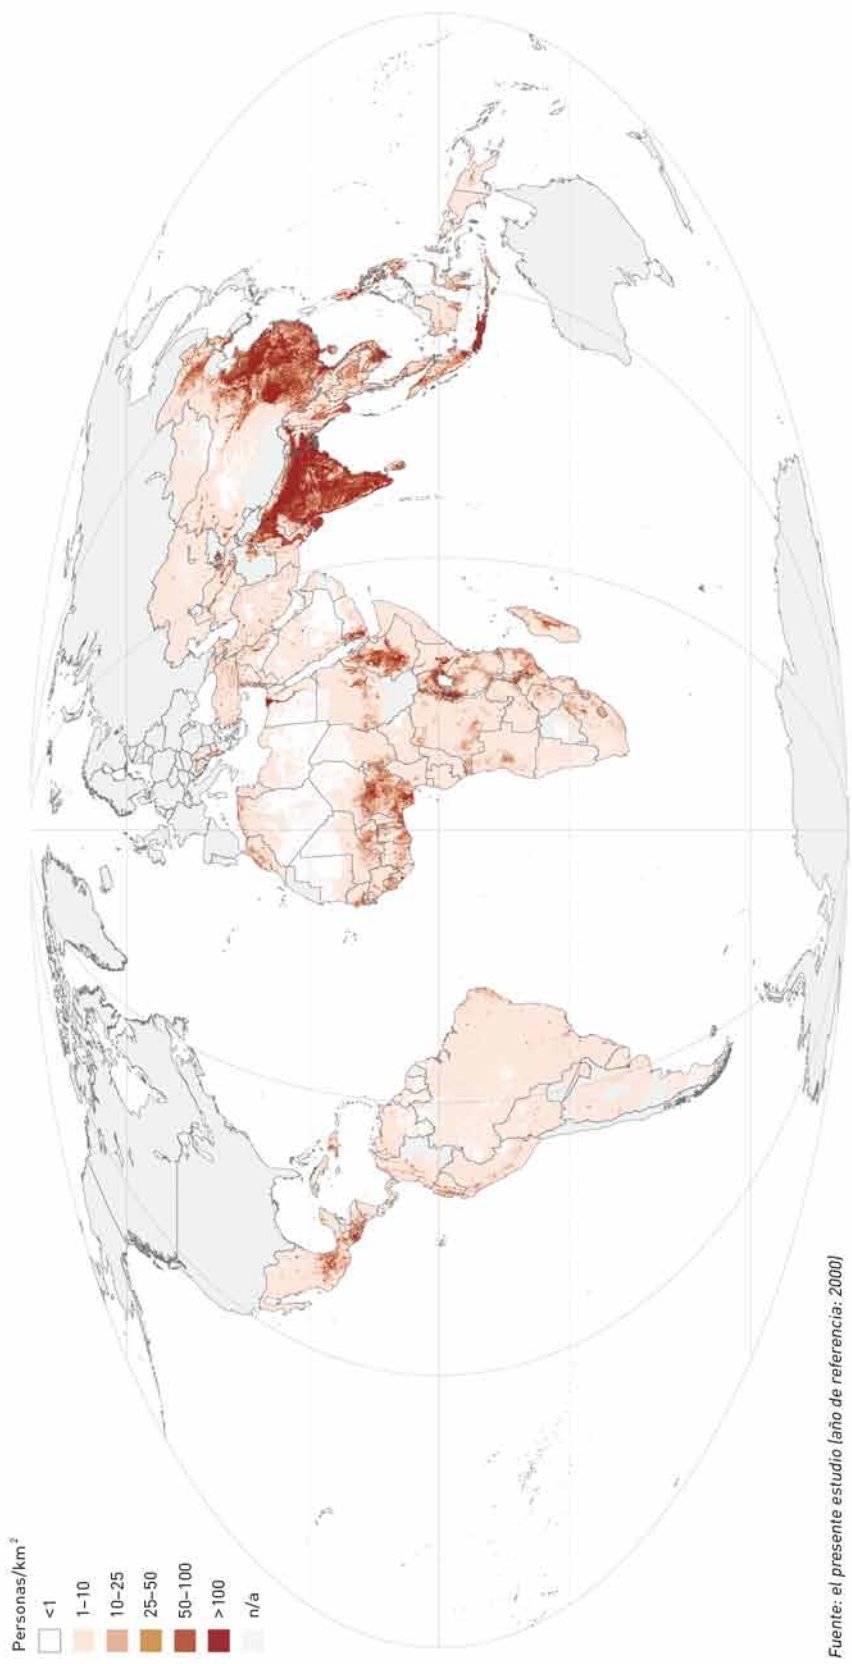 Personas/km²
<1
1–10
10–25
25–50
50–100
>100
n/a
Fuente: el presente estudio (año de referencia: 2000)